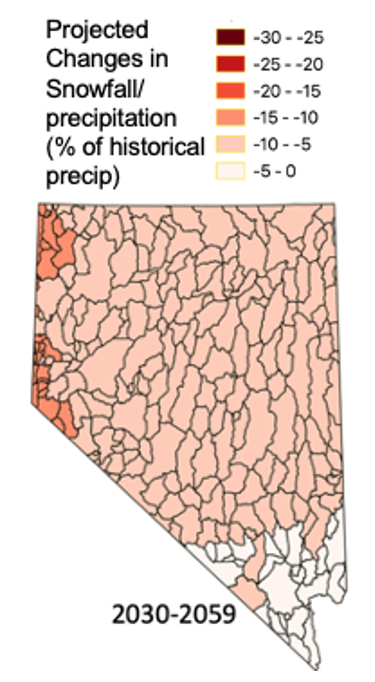 Projected
Changes in
Snowfall/
precipitation
(% of historical
precip)
-30 - -25
-25 - -20
-20 - -15
-15 - -10
-10 - -5
-5 - 0
2030-2059